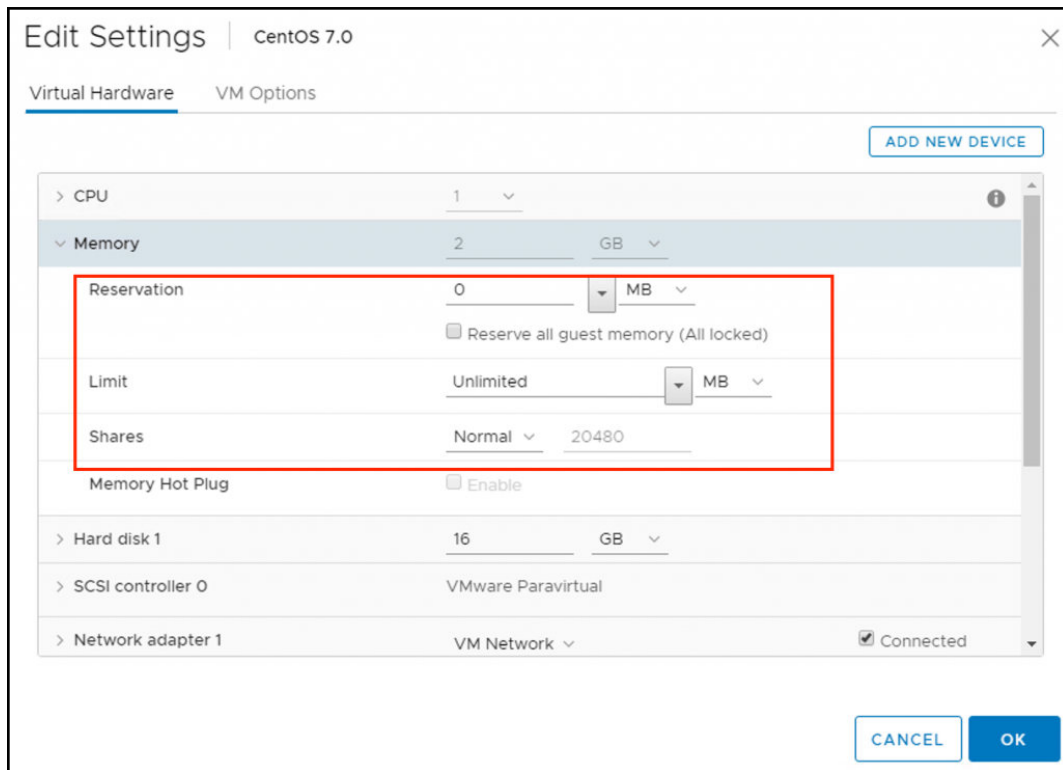 Edit Settings CentOS 7.0
Virtual Hardware VM Options
ADD NEW DEVICE
CPU 1
Memory 2 GB
Reservation 0 MB
Reserve all guest memory (All locked)
Limit Unlimited MB
Shares Normal 20480
Memory Hot Plug Enable
Hard disk 1 16 GB
SCSI controller 0 VMware Paravirtual
Network adapter 1 VM Network Connected
CANCEL OK